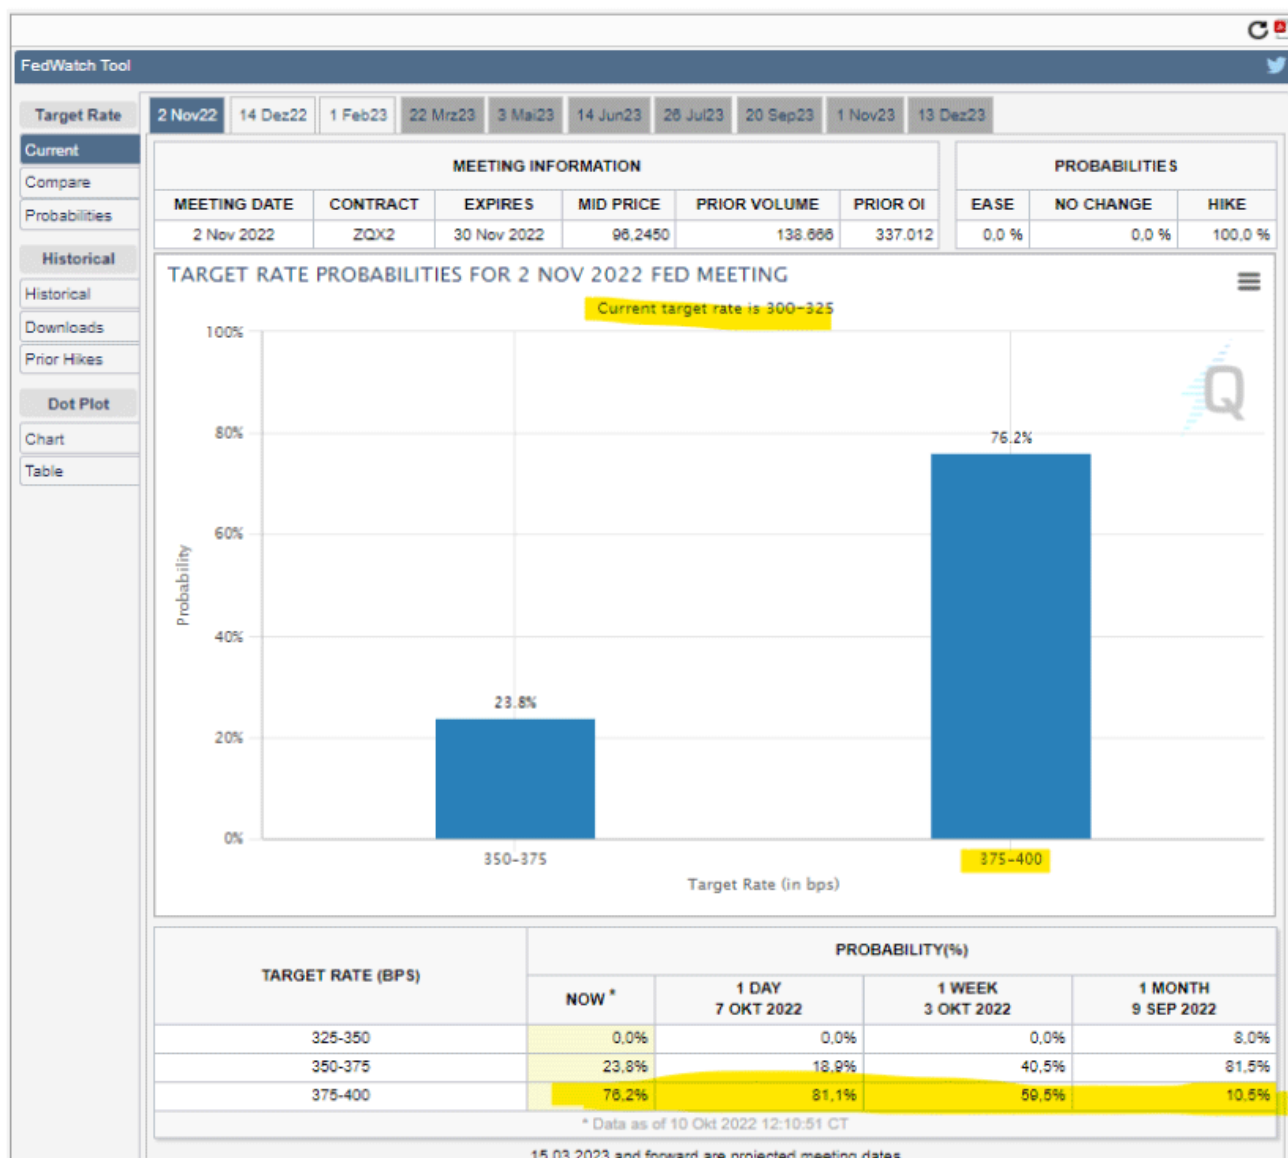 FedWatch Tool
Target Rate
Current
Compare
Probabilities
Historical
Historical
Downloads
Prior Hikes
Dot Plot
Chart
Table
2 Nov22 14 Dez22 1 Feb23 22 Mrz23 3 Mai23 14 Jun23 26 Jul23 20 Sep23 1 Nov23 13 Dez23
MEETING INFORMATION
MEETING DATE CONTRACT EXPIRES MID PRICE PRIOR VOLUME PRIOR OI
2 Nov 2022 ZQX2 30 Nov 2022 96,2450 138.666 337.012
PROBABILITIES
EASE NO CHANGE HIKE
0,0 % 0,0 % 100,0 %
TARGET RATE PROBABILITIES FOR 2 NOV 2022 FED MEETING
Current target rate is 300-325
100%
80%
60%
40%
20%
0%
Probability
23.8%
76.2%
Q
350-375 375-400
Target Rate (in bps)
TARGET RATE (BPS) PROBABILITY(%)
NOW * 1 DAY 1 WEEK 1 MONTH
7 OKT 2022 3 OKT 2022 9 SEP 2022
325-350 0,0% 0,0% 0,0% 8,0%
350-375 23,8% 18,9% 40,5% 81,5%
375-400 76,2% 81,1% 59,5% 10,5%
* Data as of 10 Okt 2022 12:10:51 CT
15.03.2023 and forward are projected meeting dates